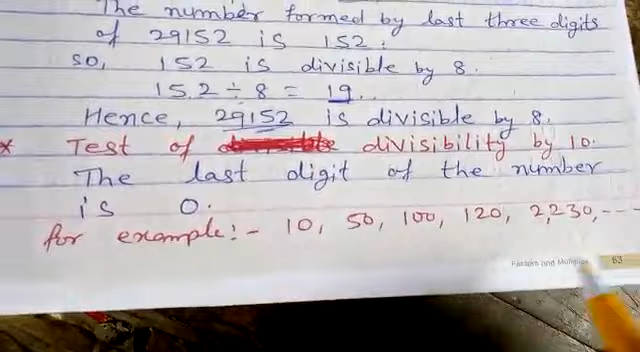 The number formed by last three digits
of 29152 is 152.
so, 152 is divisible by 8.
152 ÷ 8 = 19.
Hence, 29152 is divisible by 8.
* Test of divisibility by 10.
The last digit of the number
is 0.
for example:- 10, 50, 100, 120, 2,230, ----
Factors and Multiples 63